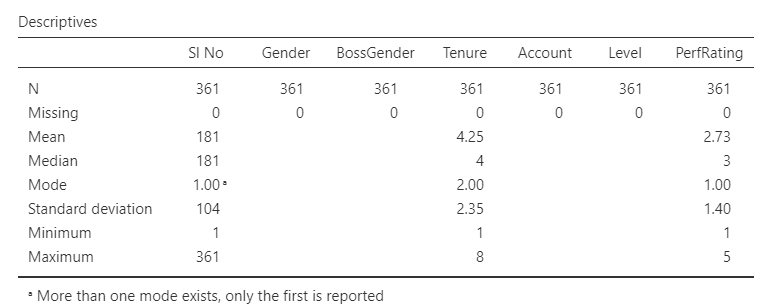 Descriptives
Sl No Gender BossGender Tenure Account Level PerfRating
N 361 361 361 361 361 361 361
Missing 0 0 0 0 0 0 0
Mean 181 4.25 2.73
Median 181 4 3
Mode 1.00 ᵃ 2.00 1.00
Standard deviation 104 2.35 1.40
Minimum 1 1 1
Maximum 361 8 5
ᵃ More than one mode exists, only the first is reported